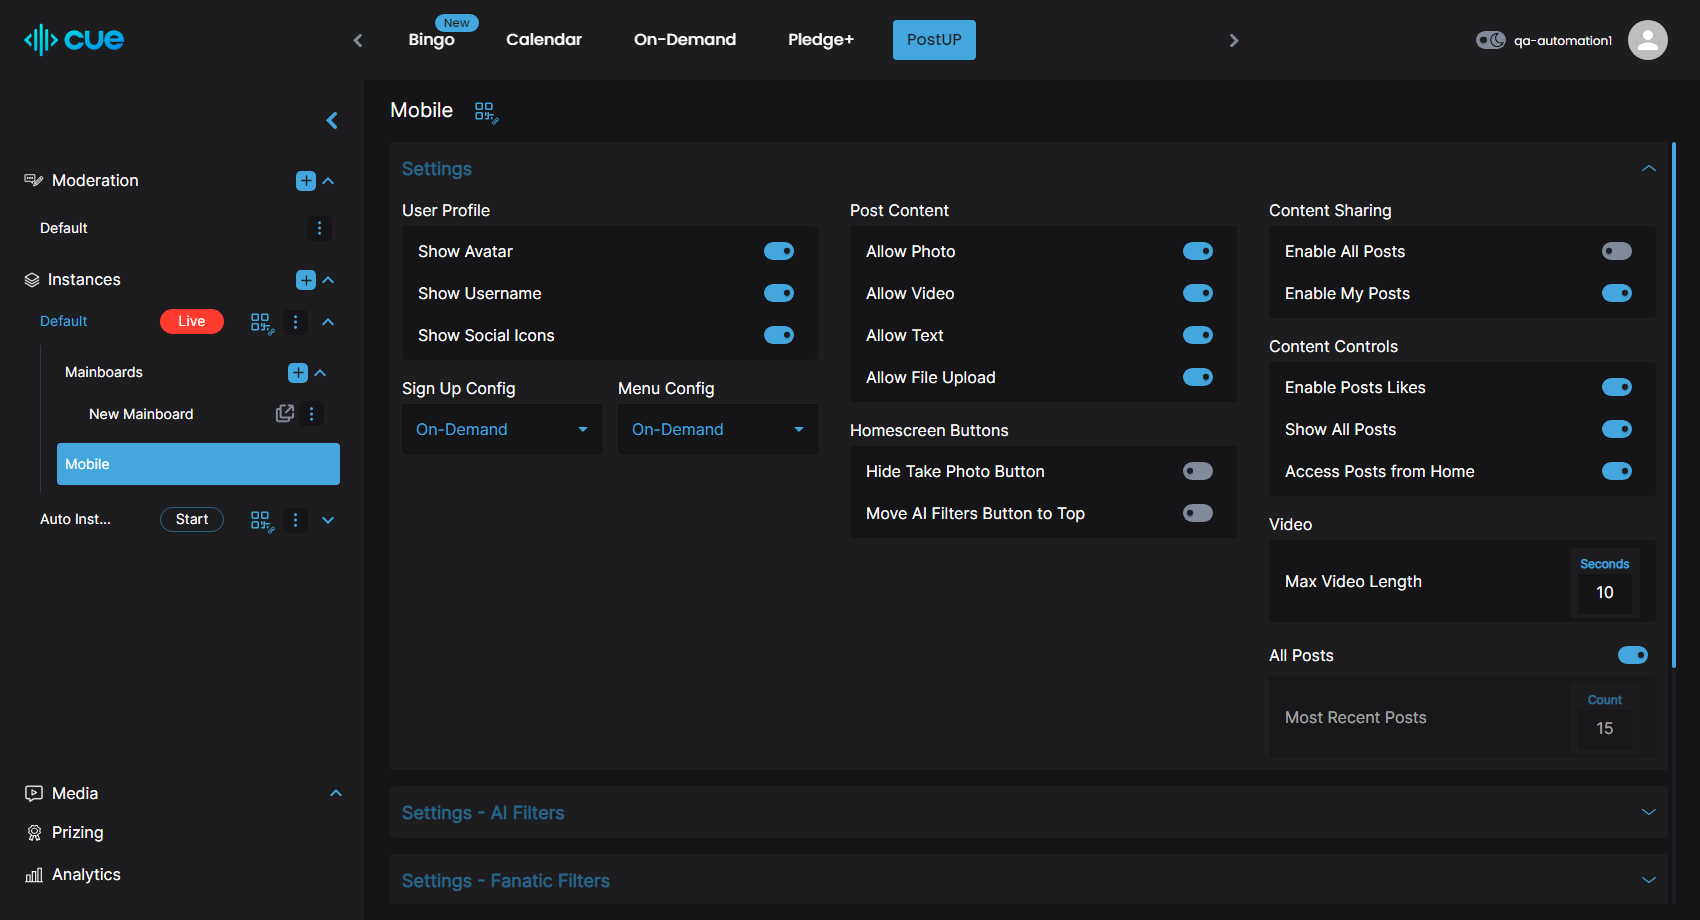 cue
New
Bingo
Calendar
On-Demand
Pledge+
PostUP
qa-automation1
Moderation
Default
Instances
Default
Live
Mainboards
New Mainboard
Mobile
Auto Inst...
Start
Media
Prizing
Analytics
Mobile
Settings
User Profile
Show Avatar
Show Username
Show Social Icons
Sign Up Config
On-Demand
Menu Config
On-Demand
Post Content
Allow Photo
Allow Video
Allow Text
Allow File Upload
Homescreen Buttons
Hide Take Photo Button
Move AI Filters Button to Top
Content Sharing
Enable All Posts
Enable My Posts
Content Controls
Enable Posts Likes
Show All Posts
Access Posts from Home
Video
Max Video Length
Seconds
10
All Posts
Most Recent Posts
Count
15
Settings - AI Filters
Settings - Fanatic Filters